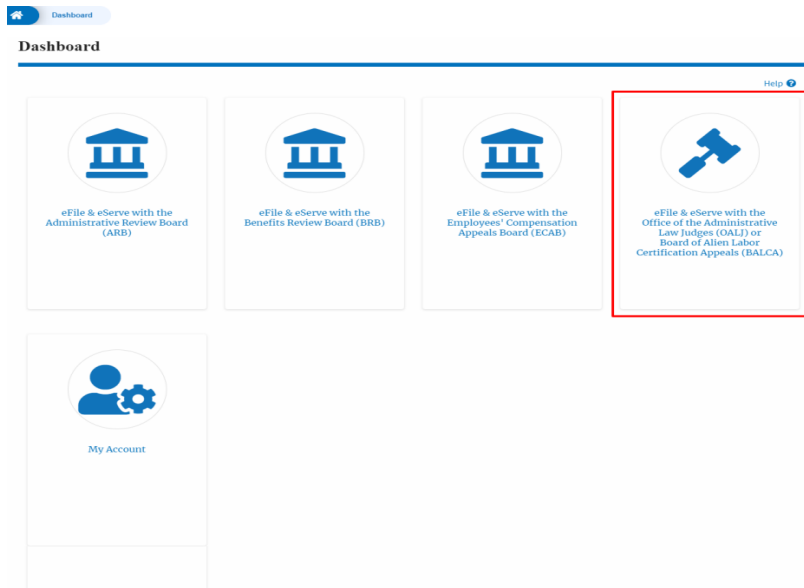 Dashboard
Dashboard
Help
eFile & eServe with the
Administrative Review Board
(ARB)
eFile & eServe with the
Benefits Review Board (BRB)
eFile & eServe with the
Employees' Compensation
Appeals Board (ECAB)
eFile & eServe with the
Office of the Administrative
Law Judges (OALJ) or
Board of Alien Labor
Certification Appeals (BALCA)
My Account